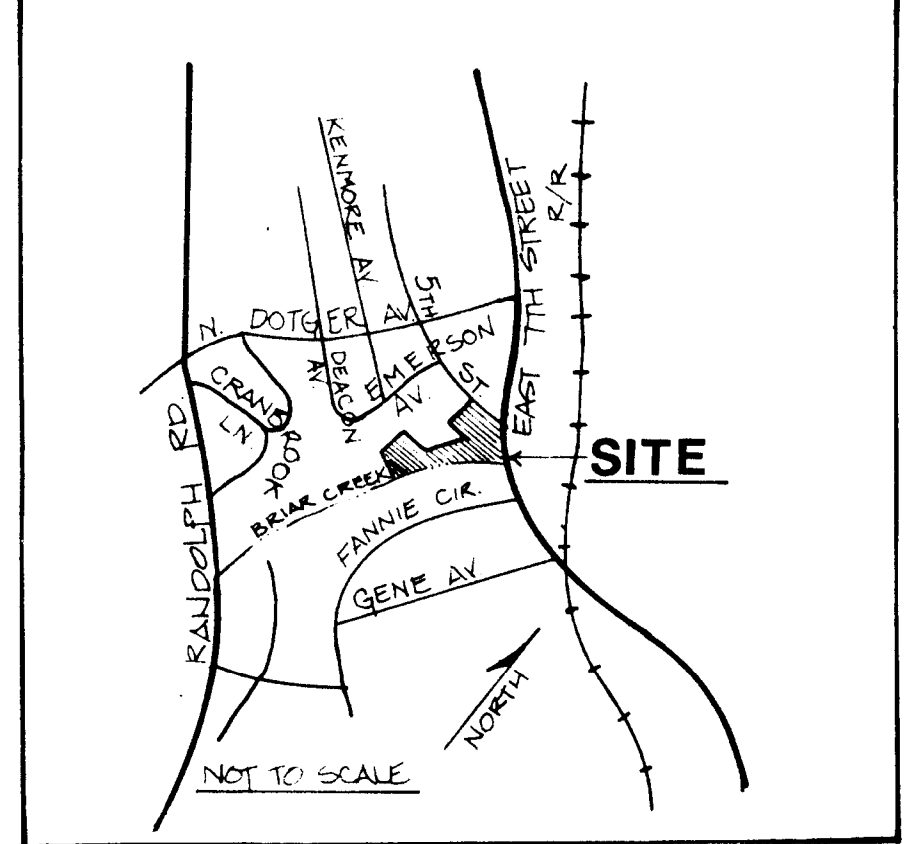 KENMORE AV
EAST 7TH STREET
R/R
5TH ST
N. DOTGER AV.
EMERSON AV.
DEACON AV
CRANBROOK LN
RANDOLPH RD.
SITE
BRIAR CREEK
FANNIE CIR.
GENE AV
NORTH
NOT TO SCALE